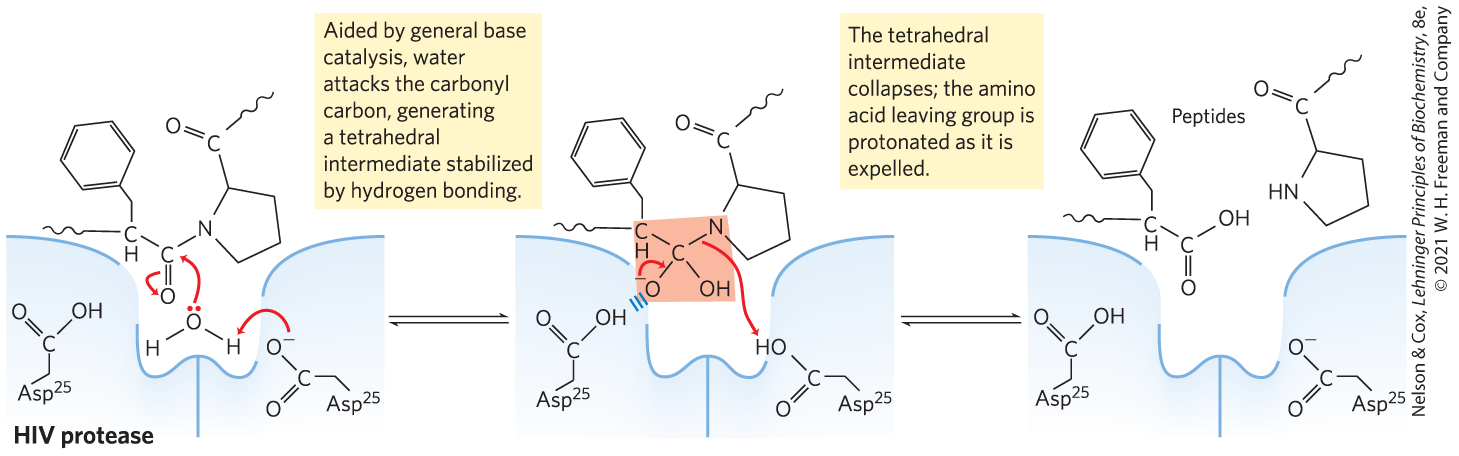 Aided by general base
catalysis, water
attacks the carbonyl
carbon, generating
a tetrahedral
intermediate stabilized
by hydrogen bonding.
The tetrahedral
intermediate
collapses; the amino
acid leaving group is
protonated as it is
expelled.
O
C
N
C
H
C
O
O
H
H
OH
O
C
Asp25
O−
C
O
Asp25
HIV protease
O
C
N
C
H
C
−
O
OH
O
OH
C
Asp25
HO
C
O
Asp25
Peptides
O
C
HN
C
H
C
OH
O
O
OH
C
Asp25
O−
C
O
Asp25
Nelson & Cox, Lehninger Principles of Biochemistry, 8e,
© 2021 W. H. Freeman and Company